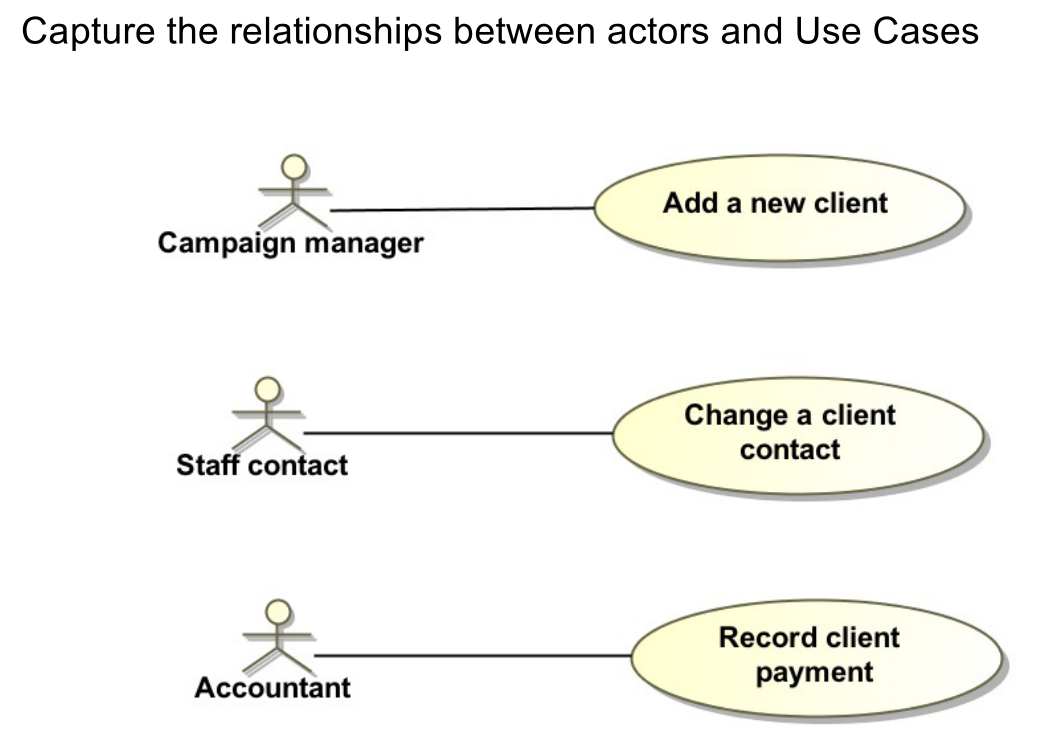 Capture the relationships between actors and Use Cases
Add a new client
Campaign manager
Change a client
contact
Staff contact
Record client
payment
Accountant